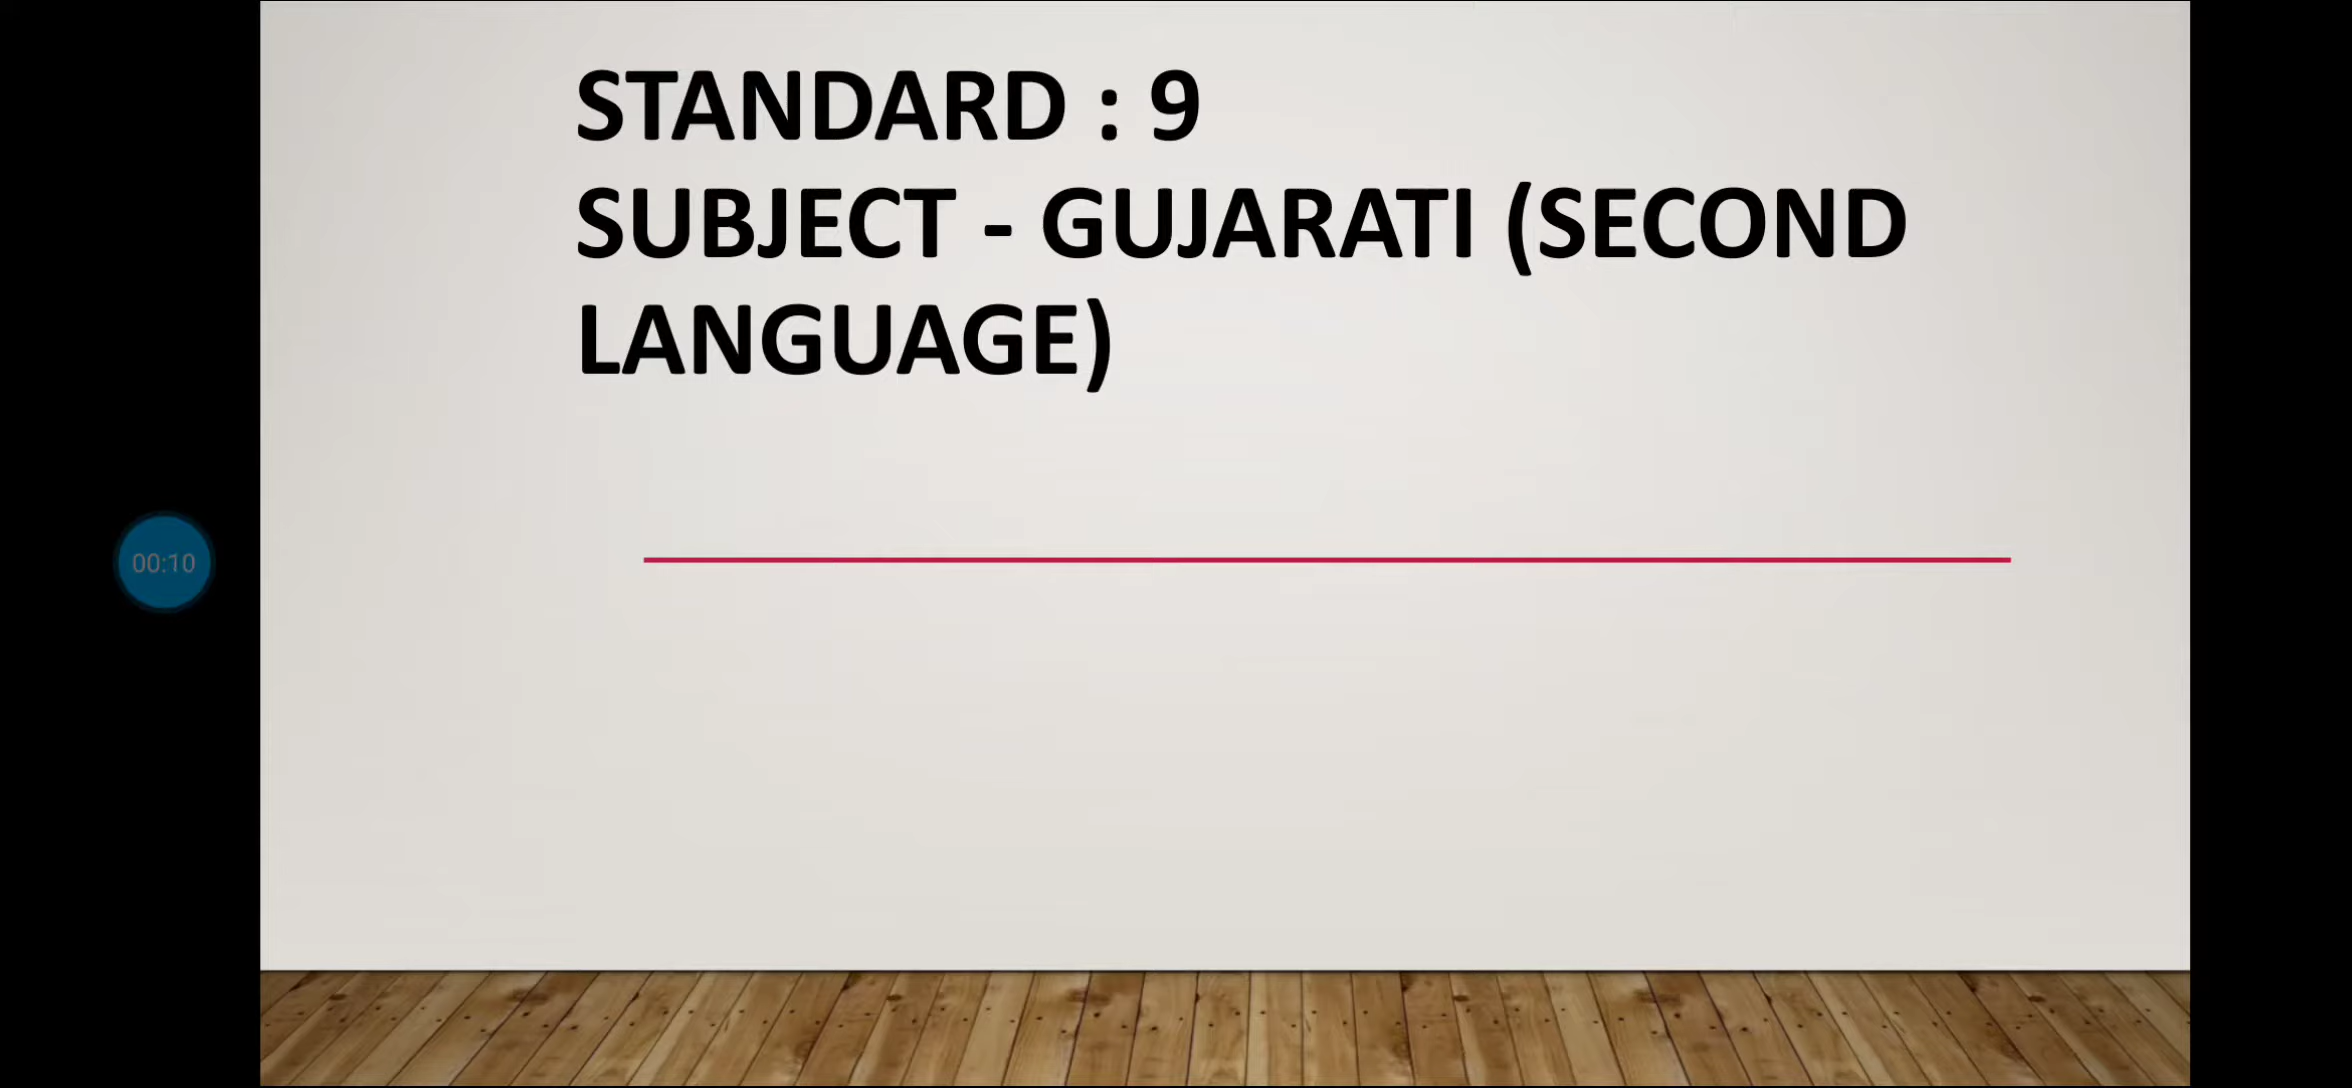 STANDARD : 9
SUBJECT - GUJARATI (SECOND
LANGUAGE)
00:10